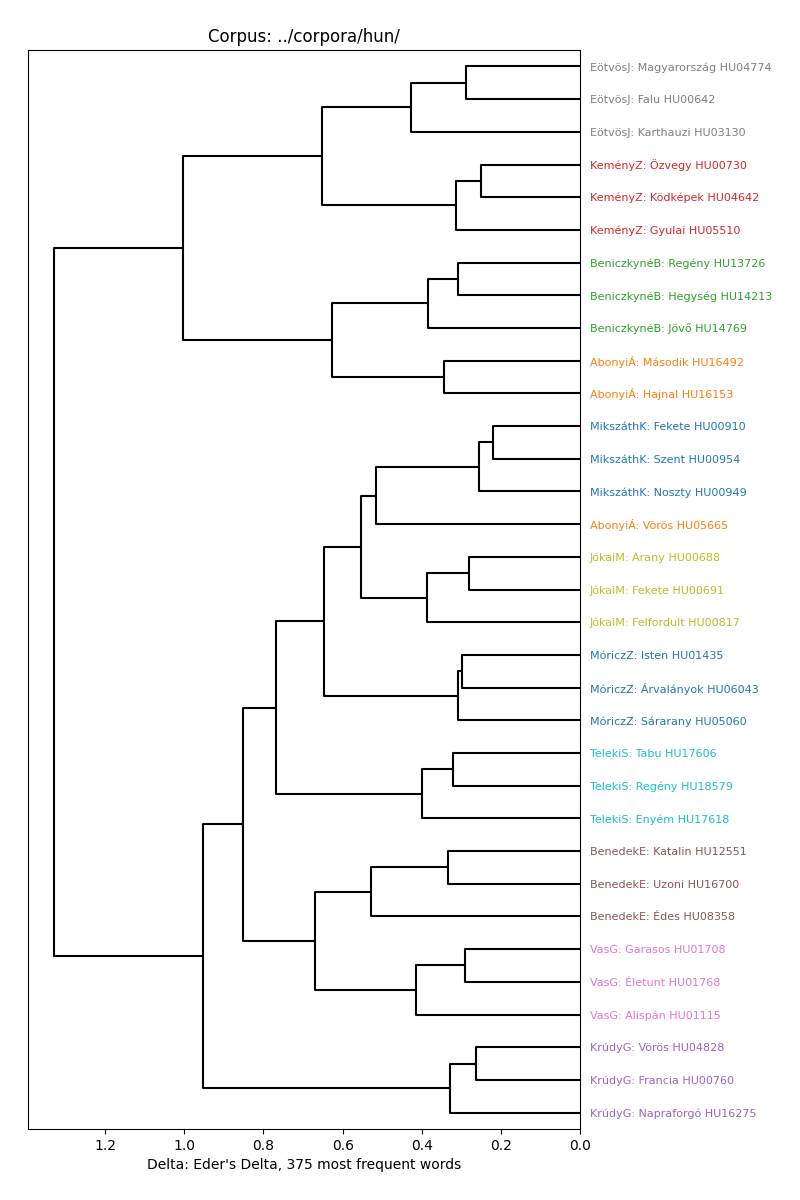 Corpus: ../corpora/hun/
EötvösJ: Magyarország HU04774
EötvösJ: Falu HU00642
EötvösJ: Karthauzi HU03130
KeményZ: Özvegy HU00730
KeményZ: Ködképek HU04642
KeményZ: Gyulai HU05510
BeniczkynéB: Regény HU13726
BeniczkynéB: Hegység HU14213
BeniczkynéB: Jövő HU14769
AbonyiÁ: Második HU16492
AbonyiÁ: Hajnal HU16153
MikszáthK: Fekete HU00910
MikszáthK: Szent HU00954
MikszáthK: Noszty HU00949
AbonyiÁ: Vörös HU05665
JókaiM: Arany HU00688
JókaiM: Fekete HU00691
JókaiM: Felfordult HU00817
MóriczZ: Isten HU01435
MóriczZ: Árvalányok HU06043
MóriczZ: Sárarany HU05060
TelekiS: Tabu HU17606
TelekiS: Regény HU18579
TelekiS: Enyém HU17618
BenedekE: Katalin HU12551
BenedekE: Uzoni HU16700
BenedekE: Édes HU08358
VasG: Garasos HU01708
VasG: Életunt HU01768
VasG: Alispán HU01115
KrúdyG: Vörös HU04828
KrúdyG: Francia HU00760
KrúdyG: Napraforgó HU16275
1.2 1.0 0.8 0.6 0.4 0.2 0.0
Delta: Eder's Delta, 375 most frequent words